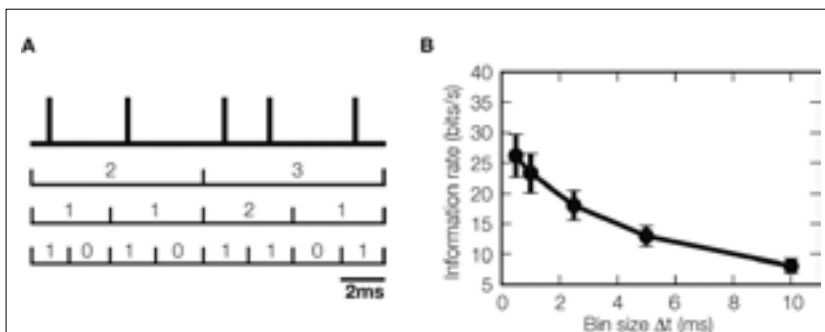 A
2 3
1 1 2 1
1 0 1 0 1 1 0 1
2ms
B
Information rate (bits/s)
40
35
30
25
20
15
10
5
0 2 4 6 8 10
Bin size Δt (ms)